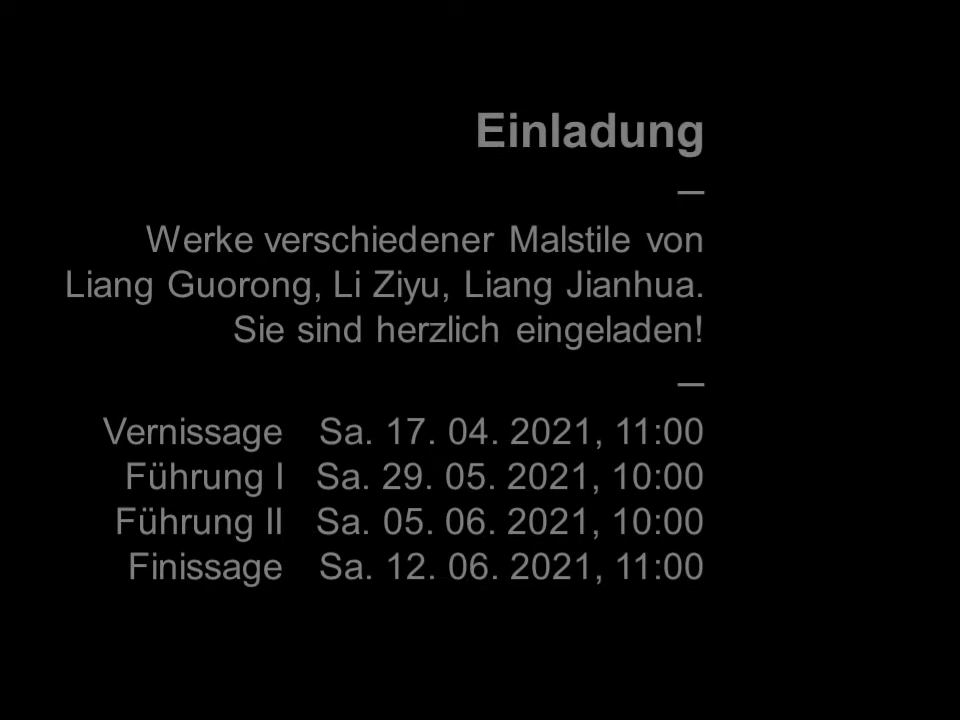 Einladung
—
Werke verschiedener Malstile von
Liang Guorong, Li Ziyu, Liang Jianhua.
Sie sind herzlich eingeladen!
—
Vernissage Sa. 17. 04. 2021, 11:00
Führung I Sa. 29. 05. 2021, 10:00
Führung II Sa. 05. 06. 2021, 10:00
Finissage Sa. 12. 06. 2021, 11:00